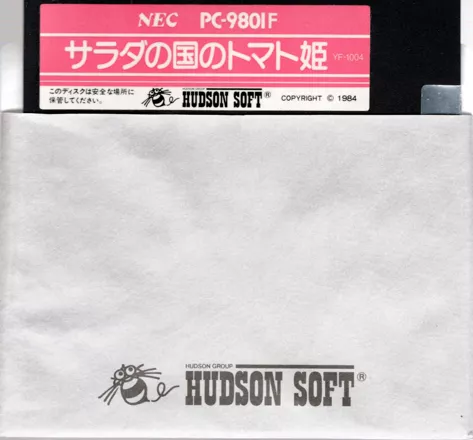 NEC PC-9801F
サラダの国のトマト姫 YF-1004
このディスクは安全な場所に
保管してください。
HUDSON GROUP
HUDSON SOFT®
COPYRIGHT © 1984
HUDSON GROUP
HUDSON SOFT®